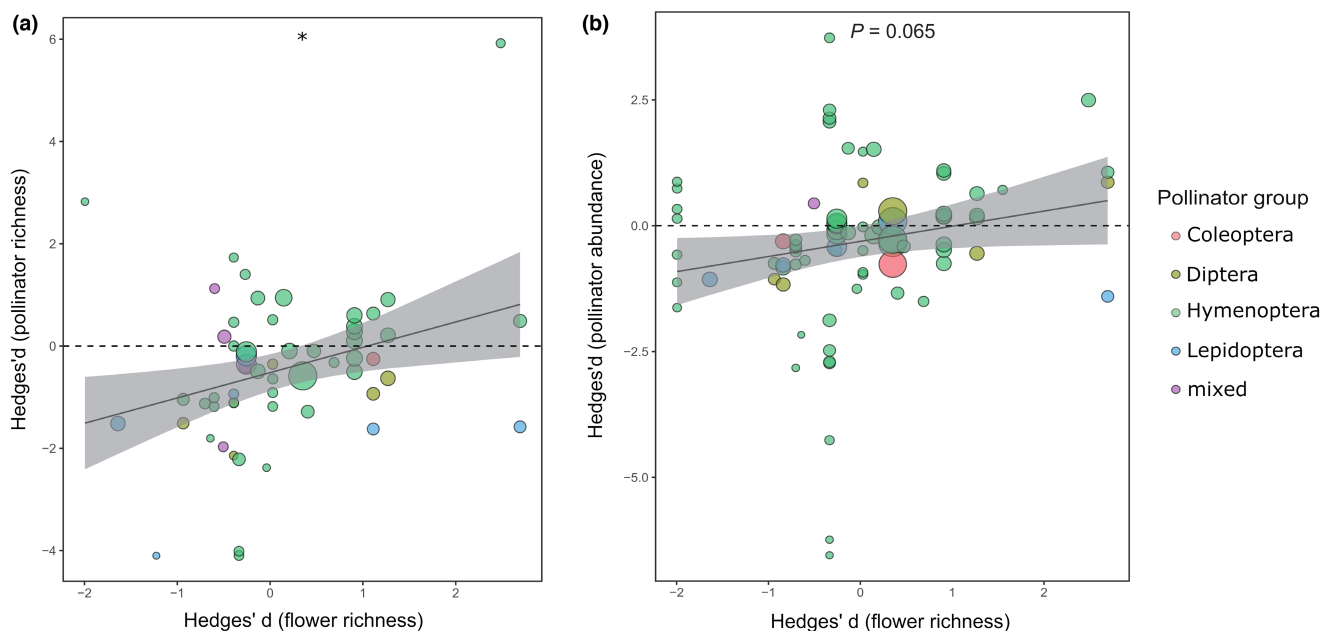 (a)
*
6
4
2
0
−2
−4
−2
−1
0
1
2
Hedges' d (flower richness)
Hedges'd (pollinator richness)
(b)
P = 0.065
2.5
0.0
−2.5
−5.0
−2
−1
0
1
2
Hedges' d (flower richness)
Hedges'd (pollinator abundance)
Pollinator group
Coleoptera
Diptera
Hymenoptera
Lepidoptera
mixed